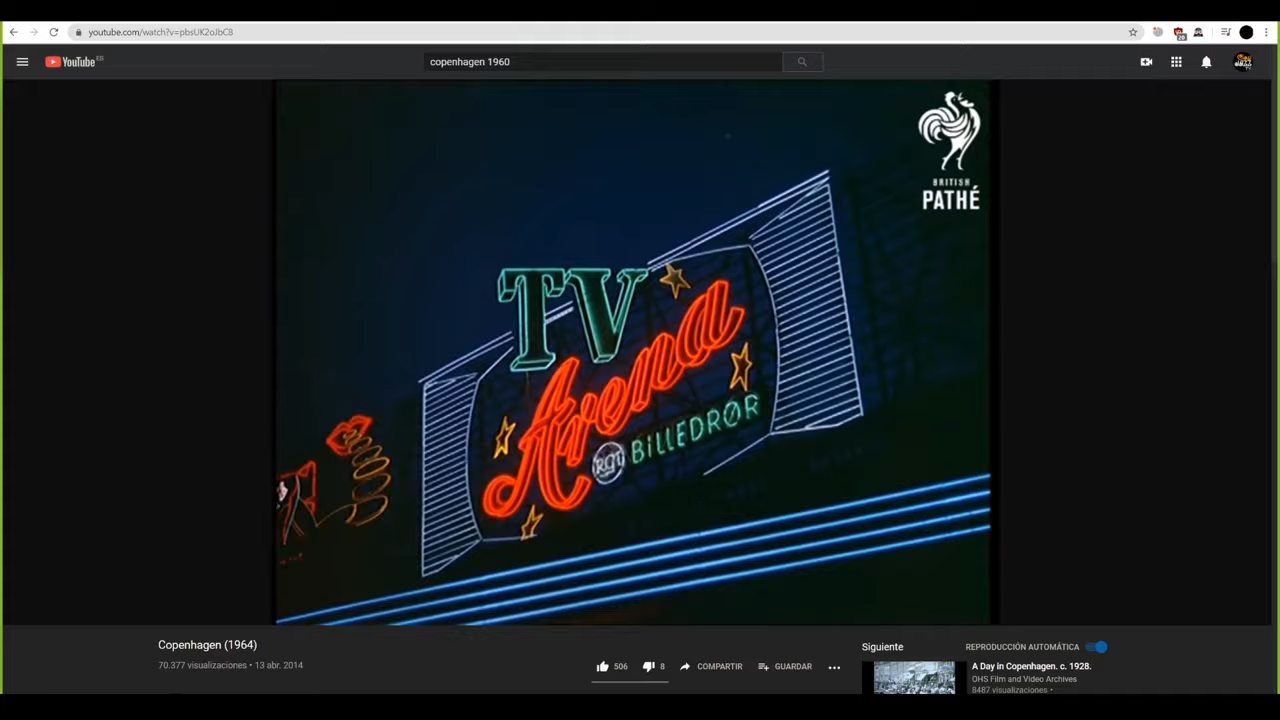 youtube.com/watch?v=pbsUK2oJbC8
YouTube ES
copenhagen 1960
BRITISH
PATHÉ
TV
Arena
BILLEDRØR
Copenhagen (1964)
70.377 visualizaciones • 13 abr. 2014
506
8
COMPARTIR
GUARDAR
Siguiente
REPRODUCCIÓN AUTOMÁTICA
A Day in Copenhagen. c. 1928.
OHS Film and Video Archives
8487 visualizaciones •